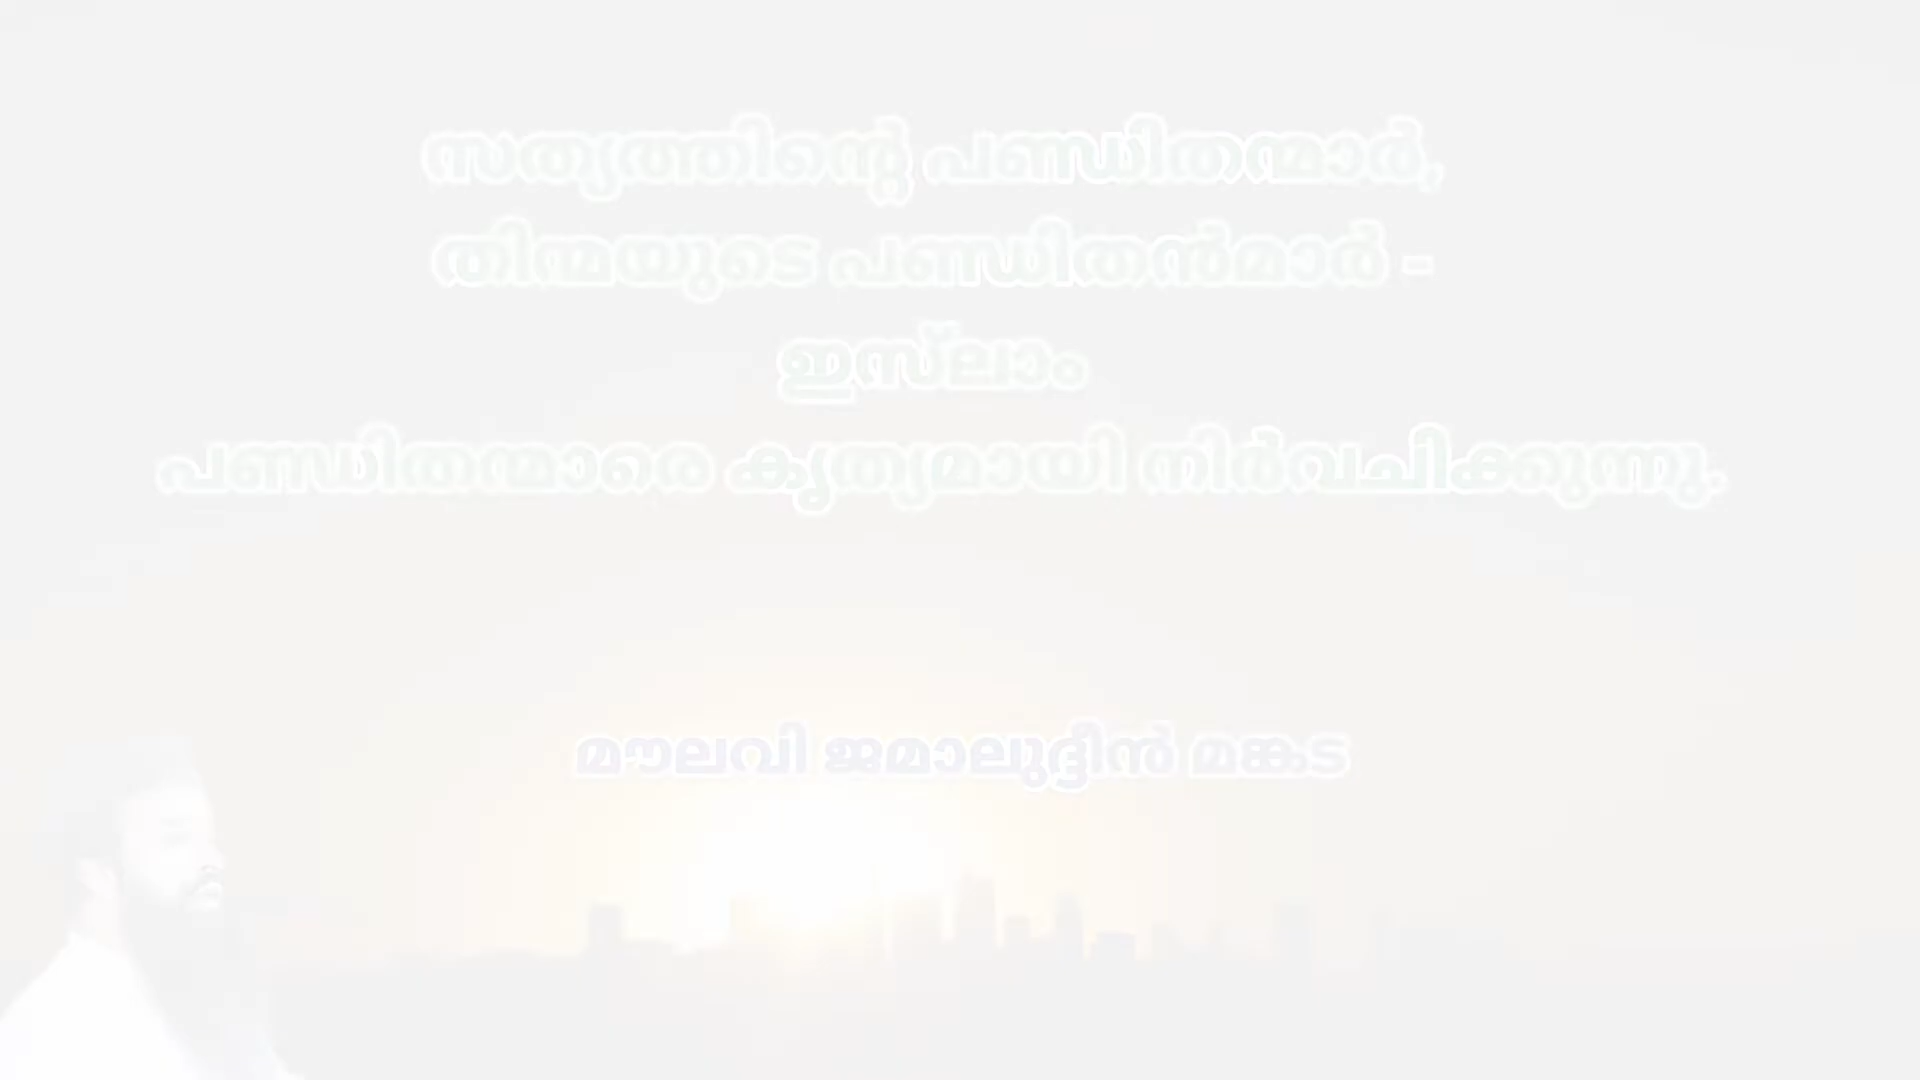 സത്യത്തിന്റെ പണ്ഡിതന്മാർ,
തിന്മയുടെ പണ്ഡിതൻമാർ -
ഇസ്‌ലാം
പണ്ഡിതന്മാരെ കൃത്യമായി നിർവചിക്കുന്നു.
മൗലവി ജമാലുദ്ദീൻ മങ്കട